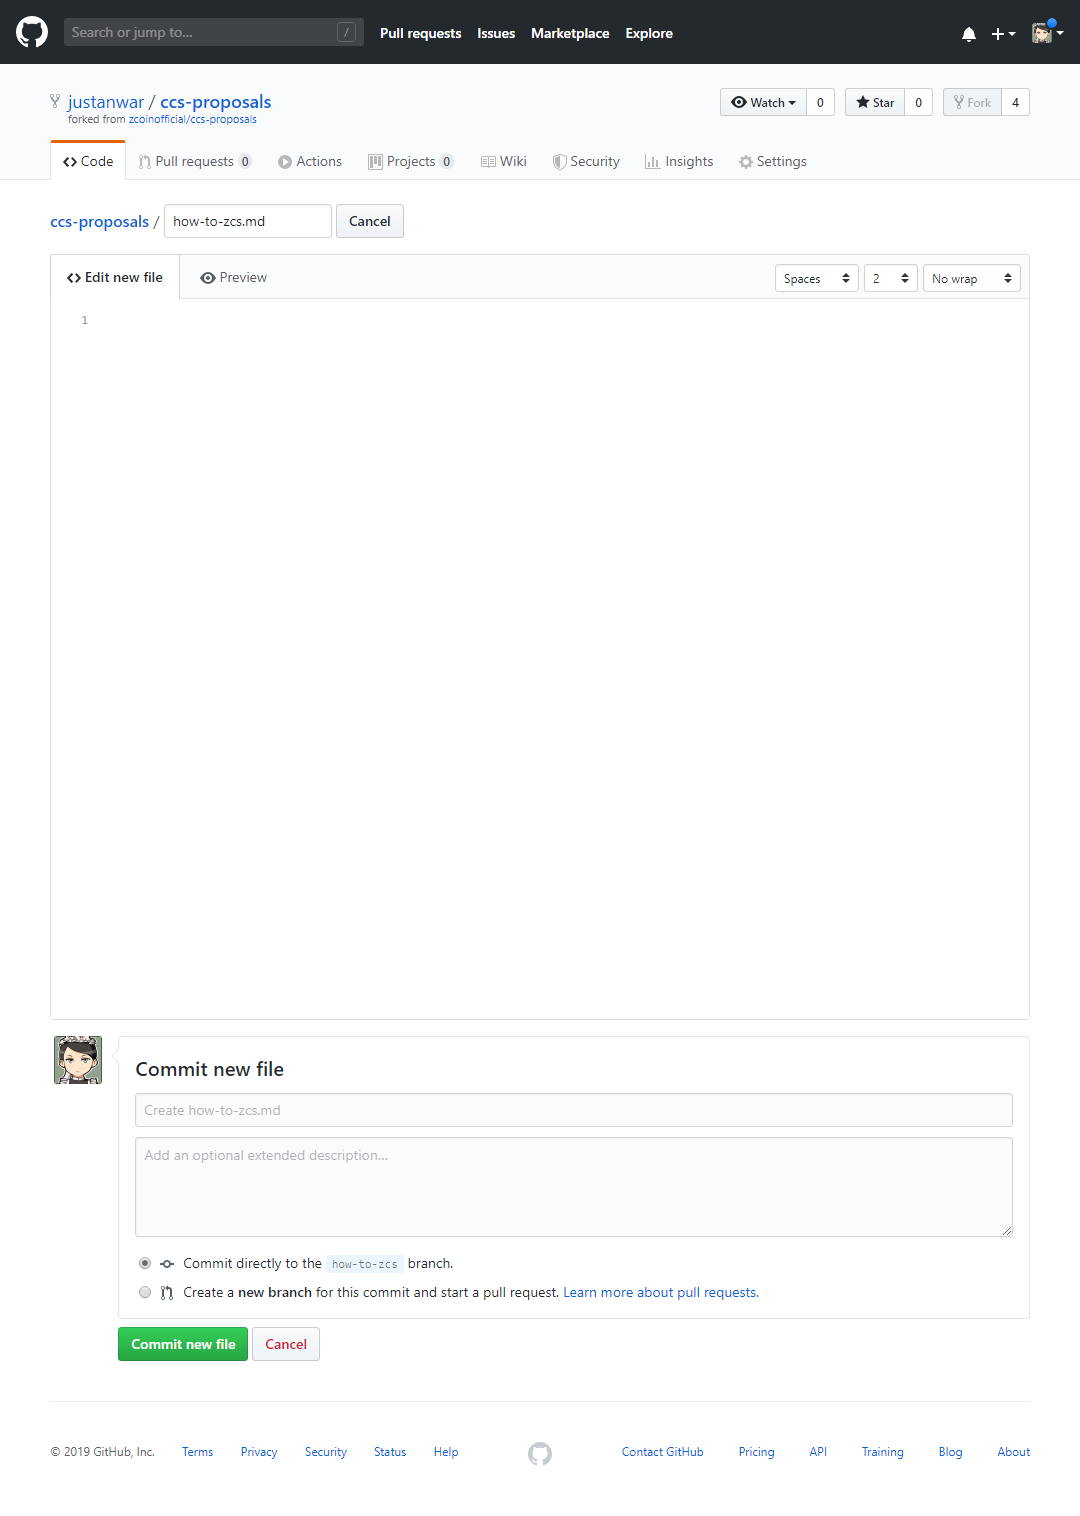 Search or jump to... / Pull requests Issues Marketplace Explore
justanwar / ccs-proposals Watch 0 Star 0 Fork 4
forked from zcoinofficial/ccs-proposals
Code Pull requests 0 Actions Projects 0 Wiki Security Insights Settings
ccs-proposals / how-to-zcs.md Cancel
Edit new file Preview Spaces 2 No wrap
1
Commit new file
Create how-to-zcs.md
Add an optional extended description...
Commit directly to the how-to-zcs branch.
Create a new branch for this commit and start a pull request. Learn more about pull requests.
Commit new file Cancel
© 2019 GitHub, Inc. Terms Privacy Security Status Help Contact GitHub Pricing API Training Blog About